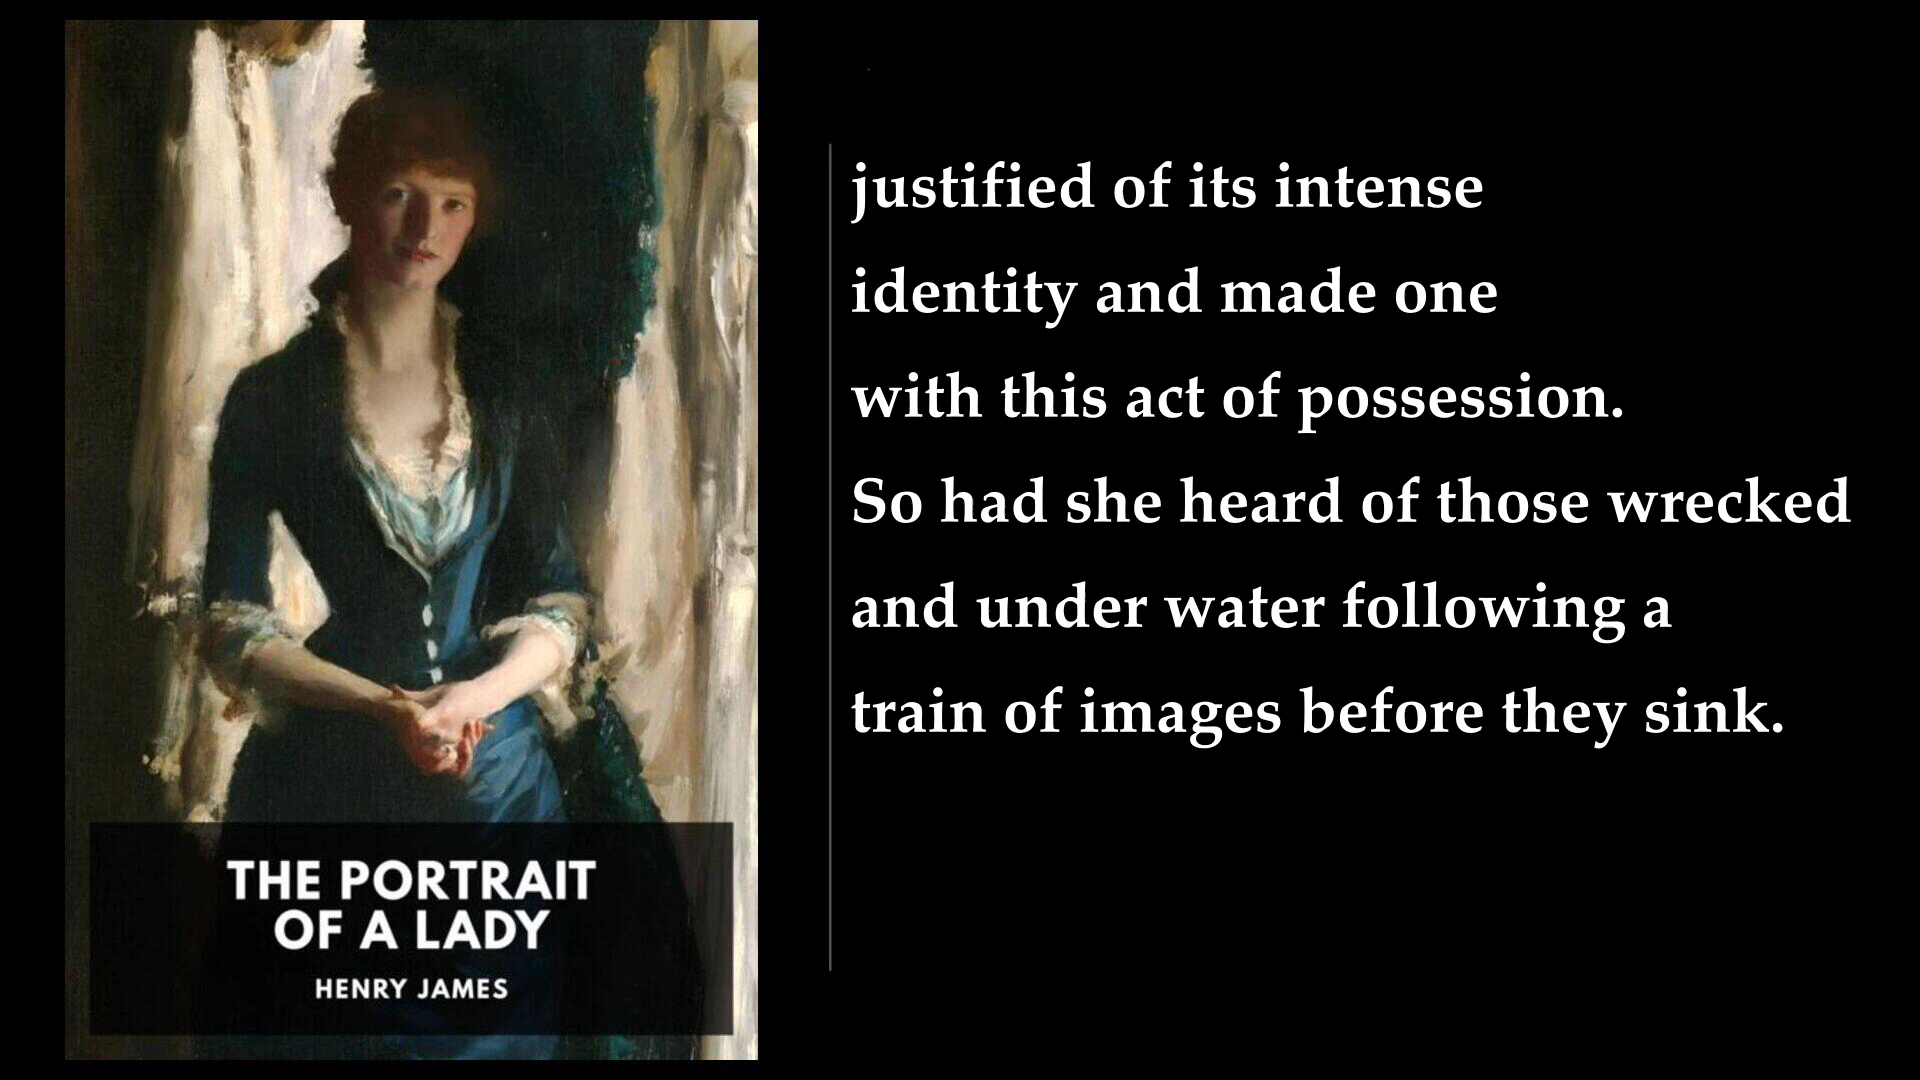 THE PORTRAIT
OF A LADY
HENRY JAMES
justified of its intense
identity and made one
with this act of possession.
So had she heard of those wrecked
and under water following a
train of images before they sink.